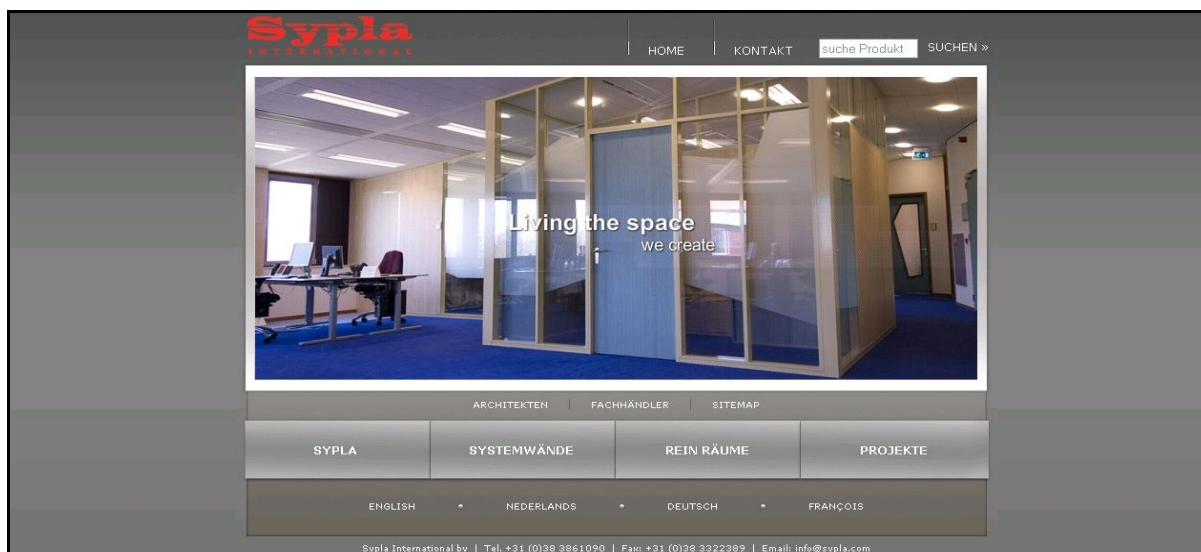 Sypla
INTERNATIONAL
HOME KONTAKT suche Produkt SUCHEN »
Living the space
we create
ARCHITEKTEN | FACHHÄNDLER | SITEMAP
SYPLA SYSTEMWÄNDE REIN RÄUME PROJEKTE
ENGLISH • NEDERLANDS • DEUTSCH • FRANÇOIS
Sypla International bv | Tel. +31 (0)38 3861090 | Fax: +31 (0)38 3322389 | Email: info@sypla.com